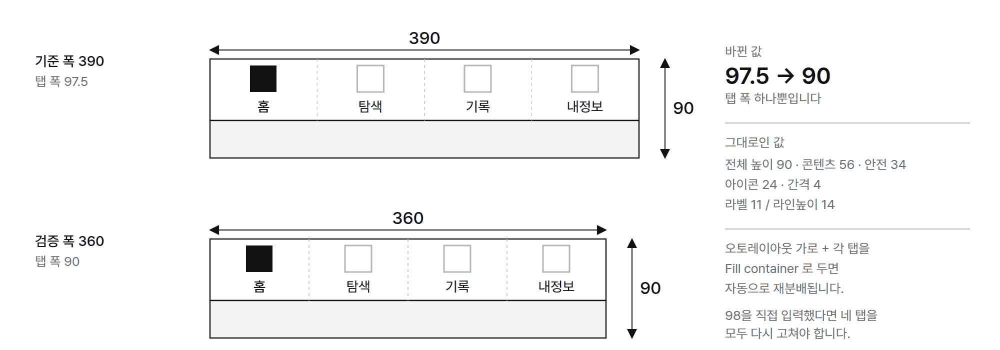 기준 폭 390
탭 폭 97.5
390
홈
탐색
기록
내정보
90
검증 폭 360
탭 폭 90
360
홈
탐색
기록
내정보
90
바뀐 값
97.5 → 90
탭 폭 하나뿐입니다
그대로인 값
전체 높이 90 · 콘텐츠 56 · 안전 34
아이콘 24 · 간격 4
라벨 11 / 라인높이 14
오토레이아웃 가로 + 각 탭을
Fill container 로 두면
자동으로 재분배됩니다.
98을 직접 입력했다면 네 탭을
모두 다시 고쳐야 합니다.